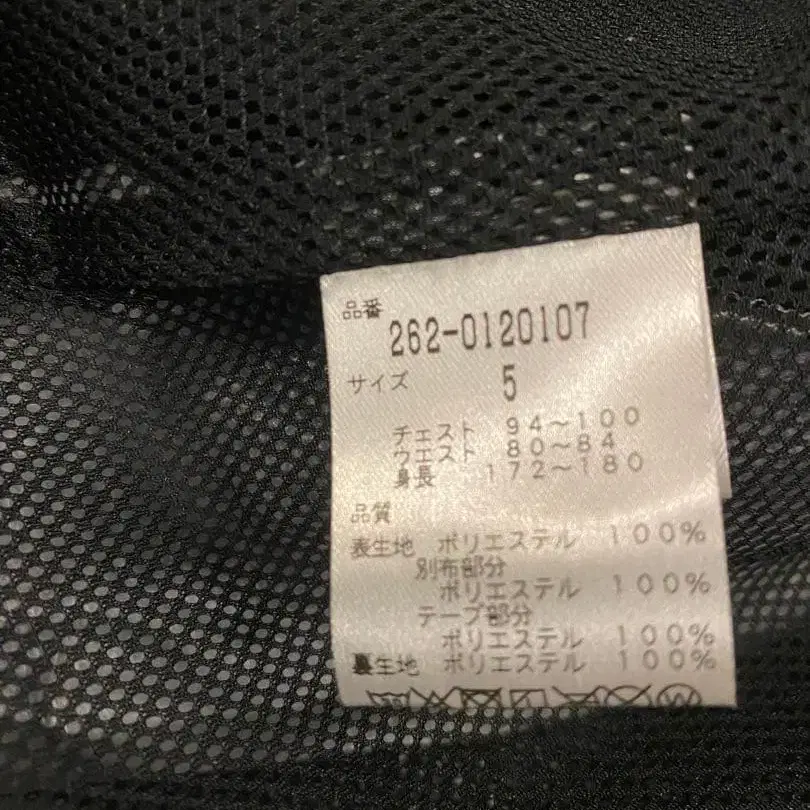 品番
262-0120107
サイズ 5
チェスト 94～100
ウエスト 80～84
身長 172～180
品質
表生地 ポリエステル 100%
別布部分
ポリエステル 100%
テープ部分
ポリエステル 100%
裏生地 ポリエステル 100%